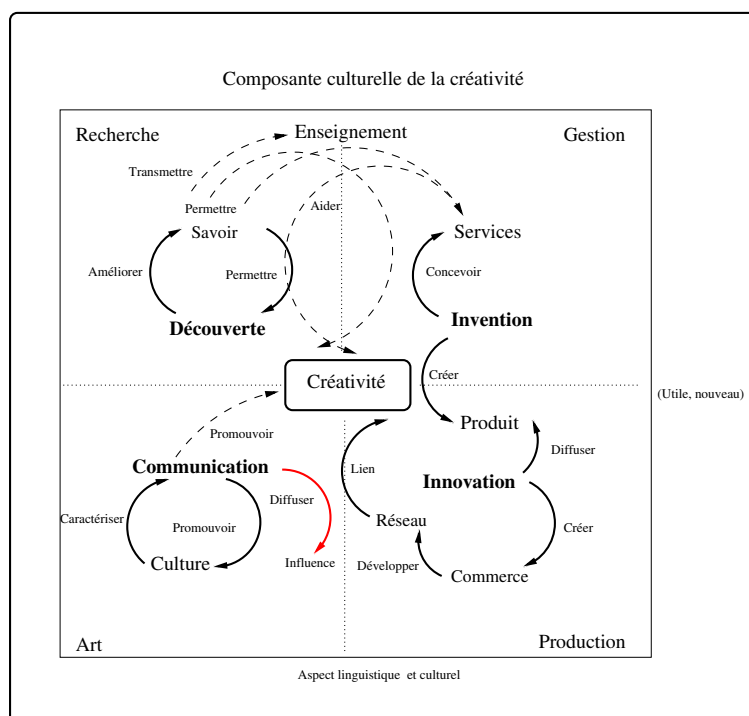 Composante culturelle de la créativité
Recherche
Enseignement
Gestion
Transmettre
Permettre
Aider
Savoir
Services
Améliorer
Permettre
Concevoir
Découverte
Invention
Créativité
Créer
(Utile, nouveau)
Produit
Promouvoir
Communication
Lien
Innovation
Diffuser
Diffuser
Caractériser
Promouvoir
Réseau
Créer
Culture
Influence
Développer
Commerce
Art
Production
Aspect linguistique et culturel